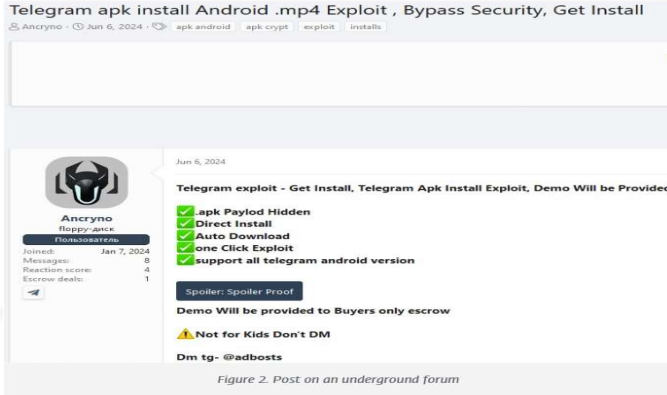 Telegram apk install Android .mp4 Exploit , Bypass Security, Get Install
Ancryno · Jun 6, 2024 · apk android apk crypt exploit installs
Jun 6, 2024
Telegram exploit - Get Install, Telegram Apk Install Exploit, Demo Will be Provided
.apk Paylod Hidden
Direct Install
Auto Download
one Click Exploit
support all telegram android version
Ancryno
флоppy-диск
Пользователь
Joined: Jan 7, 2024
Messages: 8
Reaction score: 4
Escrow deals: 1
Spoiler: Spoiler Proof
Demo Will be provided to Buyers only escrow
Not for Kids Don't DM
Dm tg- @adbosts
Figure 2. Post on an underground forum